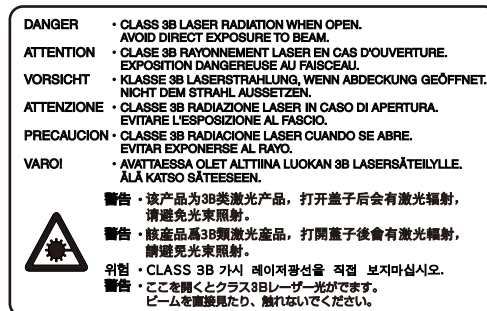 DANGER · CLASS 3B LASER RADIATION WHEN OPEN.
AVOID DIRECT EXPOSURE TO BEAM.
ATTENTION · CLASE 3B RAYONNEMENT LASER EN CAS D'OUVERTURE.
EXPOSITION DANGEREUSE AU FAISCEAU.
VORSICHT · KLASSE 3B LASERSTRAHLUNG, WENN ABDECKUNG GEÖFFNET.
NICHT DEM STRAHL AUSSETZEN.
ATTENZIONE · CLASSE 3B RADIAZIONE LASER IN CASO DI APERTURA.
EVITARE L'ESPOSIZIONE AL FASCIO.
PRECAUCION · CLASSE 3B RADIACIONE LASER CUANDO SE ABRE.
EVITAR EXPONERSE AL RAYO.
VARO! · AVATTAESSA OLET ALTTIINA LUOKAN 3B LASERSÄTEILYLLE.
ÄLÄ KATSO SÄTEESEEN.
警告 · 该产品为3B类激光产品，打开盖子后会有激光辐射，
请避免光束照射。
警告 · 該産品爲3B類激光産品，打開蓋子後會有激光輻射，
請避免光束照射。
위험 · CLASS 3B 가시 레이저광선을 직접 보지마십시오.
警告 · ここを開くとクラス3Bレーザー光がでます。
ビームを直接見たり、触れないでください。